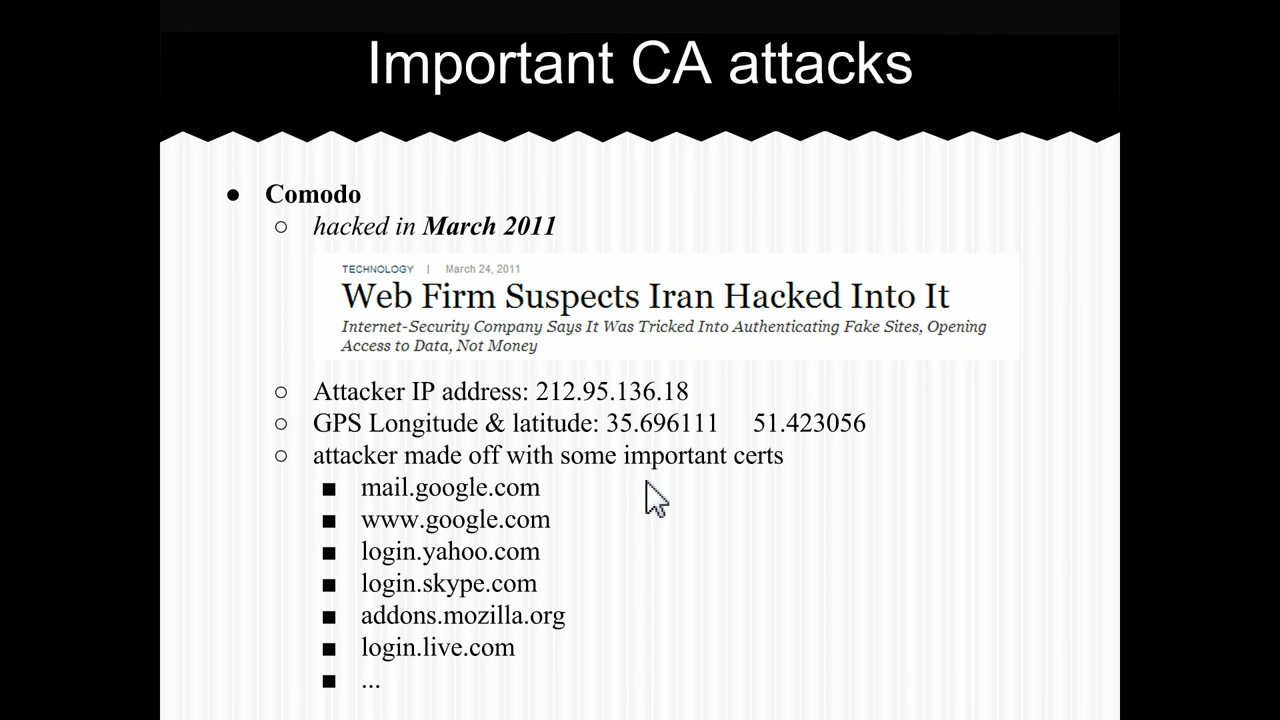 Important CA attacks
● Comodo
○ hacked in March 2011
TECHNOLOGY | March 24, 2011
Web Firm Suspects Iran Hacked Into It
Internet-Security Company Says It Was Tricked Into Authenticating Fake Sites, Opening
Access to Data, Not Money
○ Attacker IP address: 212.95.136.18
○ GPS Longitude & latitude: 35.696111 51.423056
○ attacker made off with some important certs
■ mail.google.com
■ www.google.com
■ login.yahoo.com
■ login.skype.com
■ addons.mozilla.org
■ login.live.com
■ ...